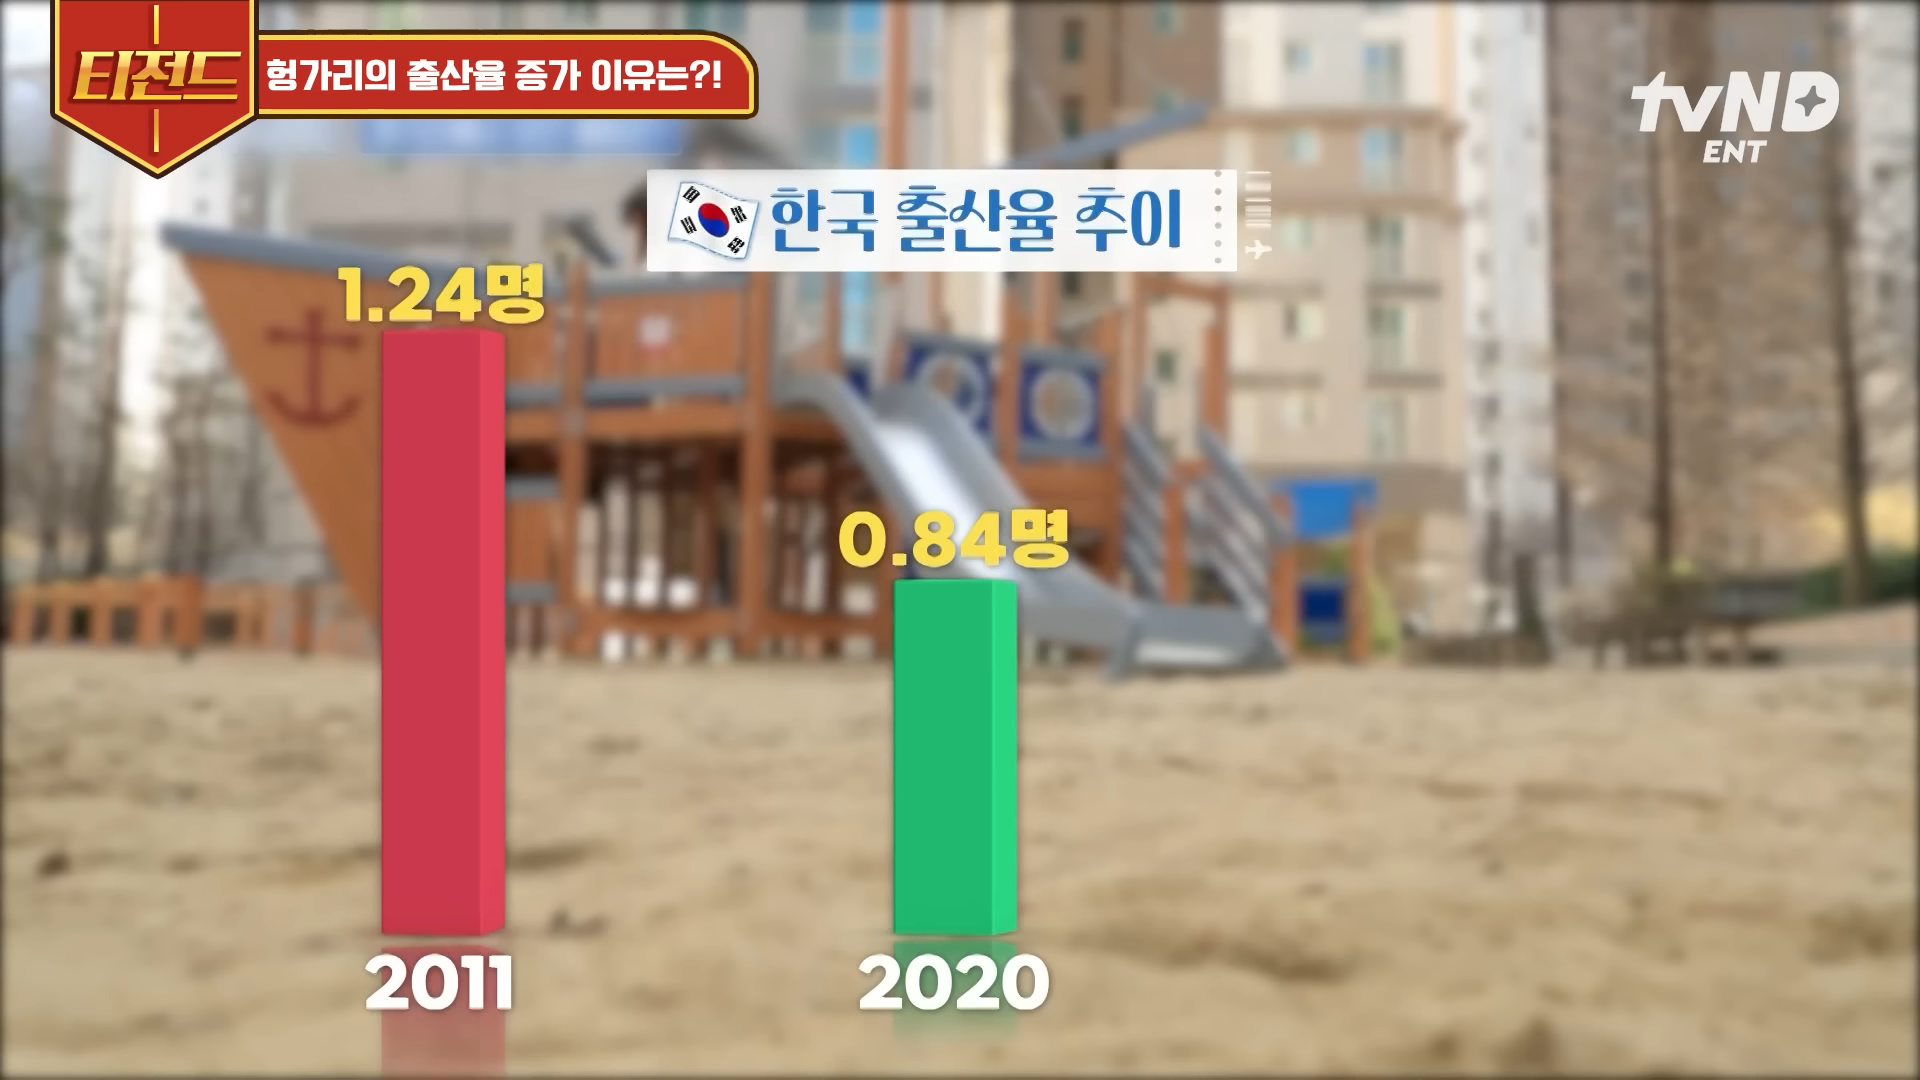 티전드
헝가리의 출산율 증가 이유는?!
tvND
ENT
한국 출산율 추이
1.24명
0.84명
2011
2020